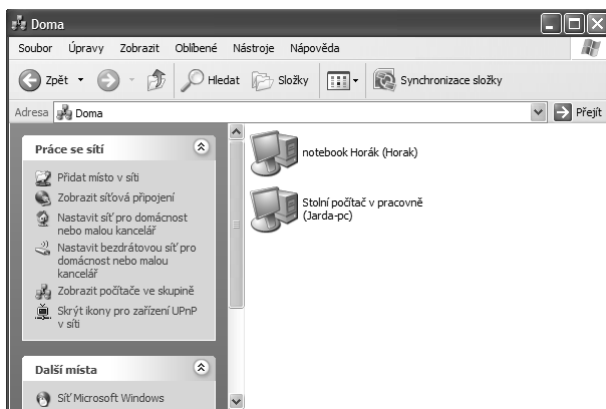 Doma
Soubor Úpravy Zobrazit Oblíbené Nástroje Nápověda
Zpět Hledat Složky Synchronizace složky
Adresa Doma Přejít
Práce se sítí
Přidat místo v síti
Zobrazit síťová připojení
Nastavit síť pro domácnost
nebo malou kancelář
Nastavit bezdrátovou síť pro
domácnost nebo malou
kancelář
Zobrazit počítače ve skupině
Skrýt ikony pro zařízení UPnP
v síti
Další místa
Síť Microsoft Windows
notebook Horák (Horak)
Stolní počítač v pracovně
(Jarda-pc)